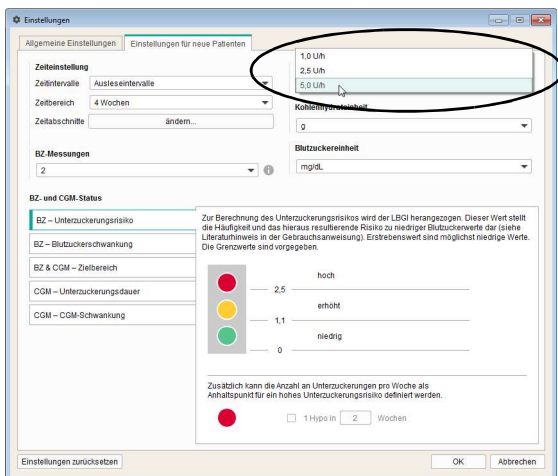 Einstellungen
Allgemeine Einstellungen
Einstellungen für neue Patienten
Zeiteinstellung
Zeitintervalle
Ausleseintervalle
Zeitbereich
4 Wochen
Zeitabschnitte
ändern...
1,0 U/h
2,5 U/h
5,0 U/h
Kohlenhydrateinheit
g
BZ-Messungen
2
Blutzuckereinheit
mg/dL
BZ- und CGM-Status
BZ – Unterzuckerungsrisiko
BZ – Blutzuckerschwankung
BZ & CGM – Zielbereich
CGM – Unterzuckerungsdauer
CGM – CGM-Schwankung
Zur Berechnung des Unterzuckerungsrisikos wird der LBGI herangezogen. Dieser Wert stellt
die Häufigkeit und das hieraus resultierende Risiko zu niedriger Blutzuckerwerte dar (siehe
Literaturhinweis in der Gebrauchsanweisung). Erstrebenswert sind möglichst niedrige Werte.
Die Grenzwerte sind vorgegeben.
hoch
2,5
erhöht
1,1
niedrig
0
Zusätzlich kann die Anzahl an Unterzuckerungen pro Woche als
Anhaltspunkt für ein hohes Unterzuckerungsrisiko definiert werden.
1 Hypo in 2 Wochen
Einstellungen zurücksetzen
OK
Abbrechen